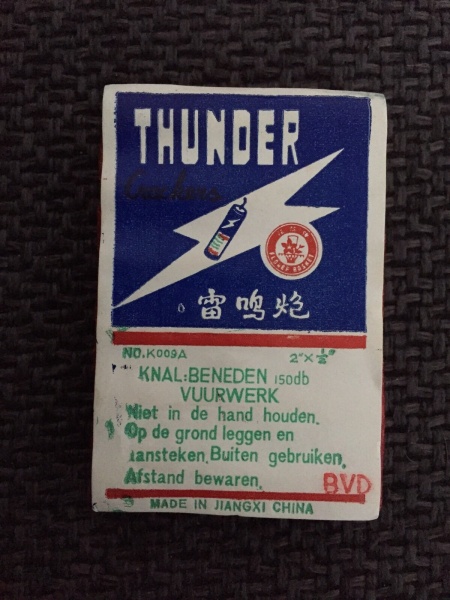 THUNDER
Crackers
雷鸣炮
NO.K009A 2"X½"
KNAL:BENEDEN 150db
VUURWERK
Niet in de hand houden.
Op de grond leggen en
aansteken. Buiten gebruiken.
Afstand bewaren.
BVD
MADE IN JIANGXI CHINA